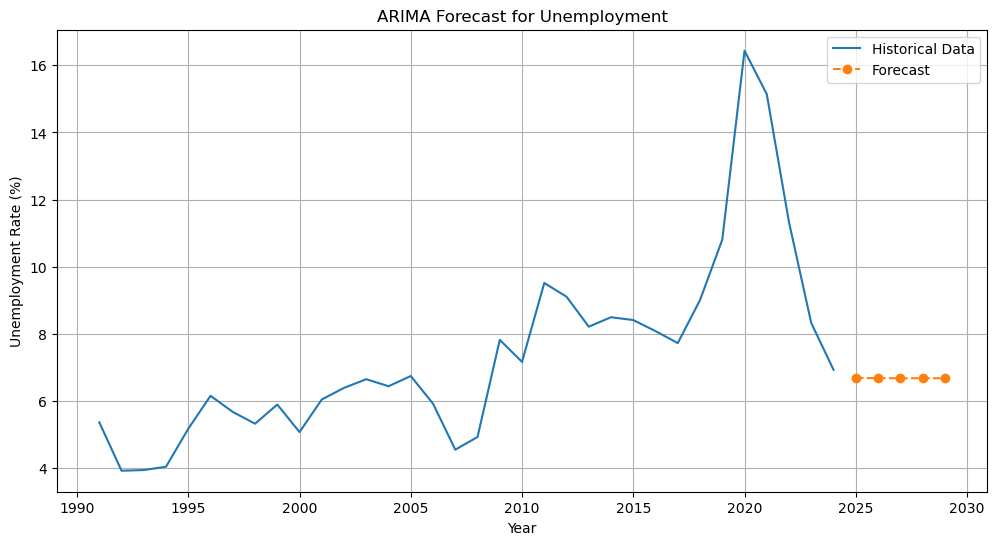 ARIMA Forecast for Unemployment
Historical Data
Forecast
Unemployment Rate (%)
16
14
12
10
8
6
4
1990 1995 2000 2005 2010 2015 2020 2025 2030
Year